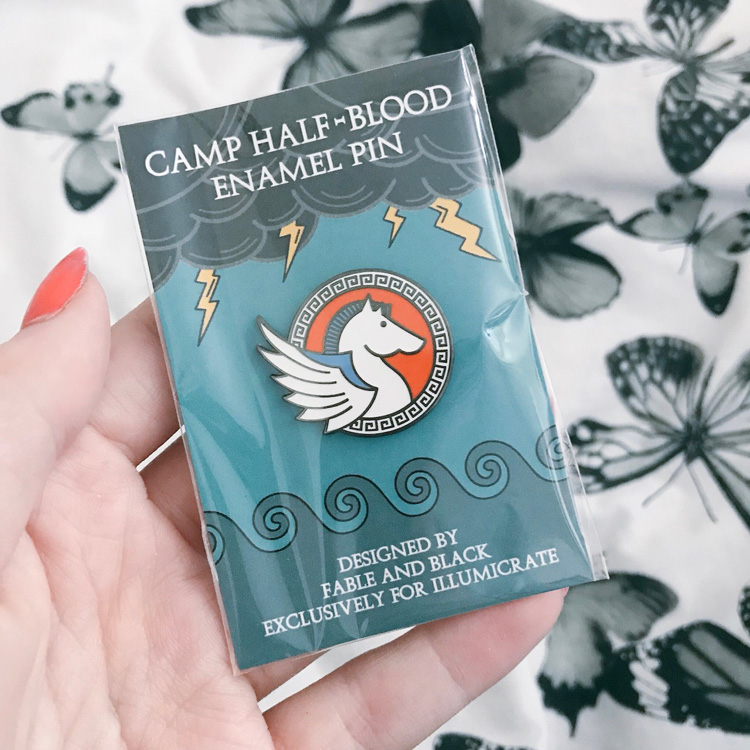 CAMP HALF-BLOOD
ENAMEL PIN
DESIGNED BY
FABLE AND BLACK
EXCLUSIVELY FOR ILLUMICRATE